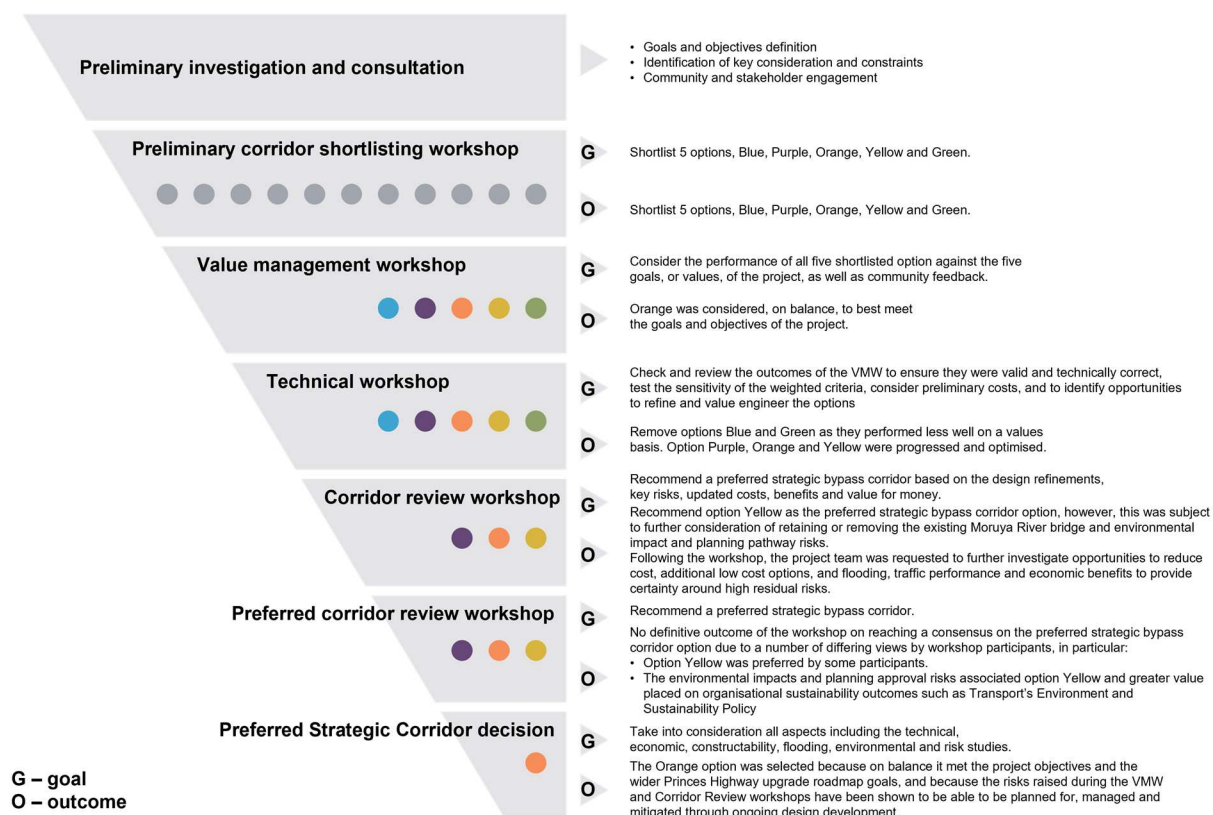 Preliminary investigation and consultation
• Goals and objectives definition
• Identification of key consideration and constraints
• Community and stakeholder engagement
Preliminary corridor shortlisting workshop
G
Shortlist 5 options, Blue, Purple, Orange, Yellow and Green.
O
Shortlist 5 options, Blue, Purple, Orange, Yellow and Green.
Value management workshop
G
Consider the performance of all five shortlisted option against the five
goals, or values, of the project, as well as community feedback.
O
Orange was considered, on balance, to best meet
the goals and objectives of the project.
Technical workshop
G
Check and review the outcomes of the VMW to ensure they were valid and technically correct,
test the sensitivity of the weighted criteria, consider preliminary costs, and to identify opportunities
to refine and value engineer the options
O
Remove options Blue and Green as they performed less well on a values
basis. Option Purple, Orange and Yellow were progressed and optimised.
Corridor review workshop
G
Recommend a preferred strategic bypass corridor based on the design refinements,
key risks, updated costs, benefits and value for money.
O
Recommend option Yellow as the preferred strategic bypass corridor option, however, this was subject
to further consideration of retaining or removing the existing Moruya River bridge and environmental
impact and planning pathway risks.
Following the workshop, the project team was requested to further investigate opportunities to reduce
cost, additional low cost options, and flooding, traffic performance and economic benefits to provide
certainty around high residual risks.
Preferred corridor review workshop
G
Recommend a preferred strategic bypass corridor.
O
No definitive outcome of the workshop on reaching a consensus on the preferred strategic bypass
corridor option due to a number of differing views by workshop participants, in particular:
• Option Yellow was preferred by some participants.
• The environmental impacts and planning approval risks associated option Yellow and greater value
placed on organisational sustainability outcomes such as Transport's Environment and
Sustainability Policy
Preferred Strategic Corridor decision
G
Take into consideration all aspects including the technical,
economic, constructability, flooding, environmental and risk studies.
O
The Orange option was selected because on balance it met the project objectives and the
wider Princes Highway upgrade roadmap goals, and because the risks raised during the VMW
and Corridor Review workshops have been shown to be able to be planned for, managed and
mitigated through ongoing design development
G – goal
O – outcome